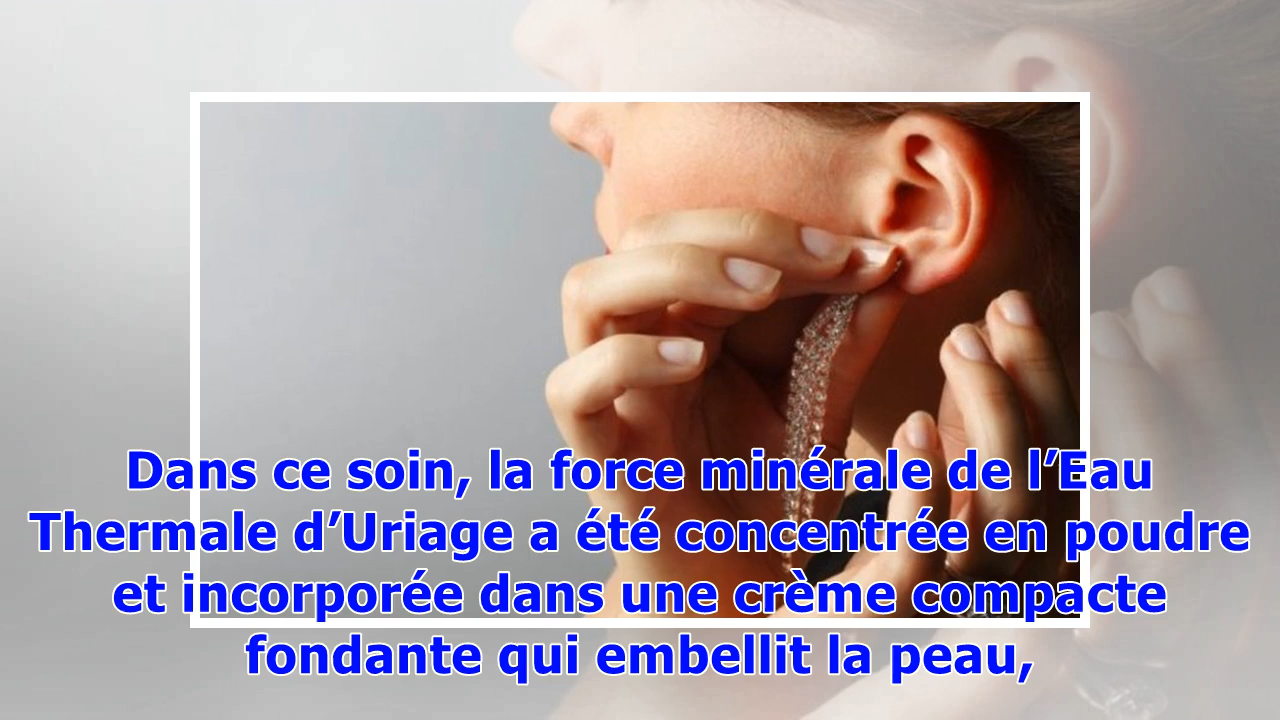 Dans ce soin, la force minérale de l’Eau
Thermale d’Uriage a été concentrée en poudre
et incorporée dans une crème compacte
fondante qui embellit la peau,